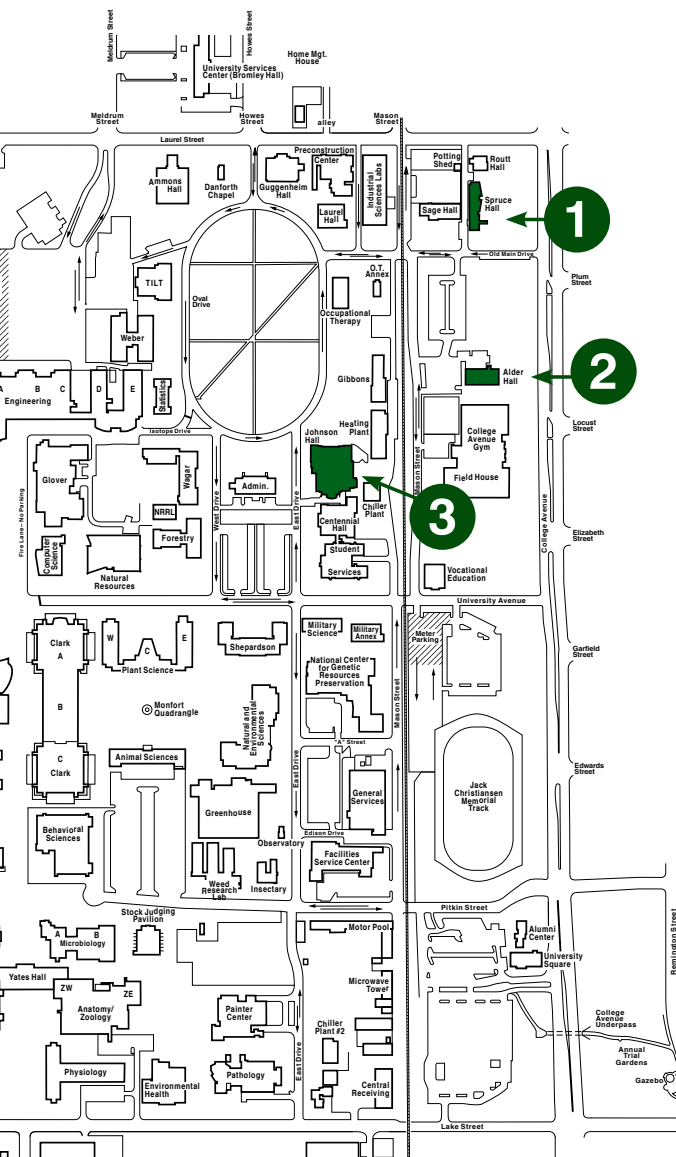 Meldrum Street
Howes Street
University Services
Center (Bromley Hall)
Home Mgt.
House
Meldrum
Street
Howes
Street
alley
Mason
Street
Laurel Street
Ammons
Hall
Danforth
Chapel
Guggenheim
Hall
Preconstruction
Center
Laurel
Hall
Industrial
Sciences Labs
Potting
Shed
Routt
Hall
Sage Hall
Spruce
Hall
1
Old Main Drive
TILT
Oval
Drive
O.T.
Annex
Occupational
Therapy
Plum
Street
Weber
Gibbons
Alder
Hall
2
A
B
C
D
E
Engineering
Statistics
Isotope Drive
Johnson
Hall
Heating
Plant
College
Avenue
Gym
Field House
Locust
Street
Mason Street
Glover
Wagar
NRRL
Forestry
Admin.
West Drive
East Drive
Chiller
Plant
3
Centennial
Hall
Student
Services
Fire Lane - No Parking
Computer
Science
Natural
Resources
College Avenue
Elizabeth
Street
Vocational
Education
University Avenue
Clark
A
B
C
Clark
W
C
E
Plant Science
Shepardson
Military
Science
Military
Annex
Meter
Parking
Garfield
Street
National Center
for Genetic
Resources
Preservation
Mason Street
Monfort
Quadrangle
Natural and
Environmental
Sciences
"A" Street
Animal Sciences
East Drive
General
Services
Jack
Christiansen
Memorial
Track
Edwards
Street
Greenhouse
Behavioral
Sciences
Observatory
Edison Drive
Facilities
Service Center
Weed
Research
Lab
Insectary
Pitkin Street
Stock Judging
Pavilion
A
B
Microbiology
Motor Pool
Alumni
Center
University
Square
Remington Street
Yates Hall
ZW
ZE
Anatomy/
Zoology
Microwave
Tower
Painter
Center
Chiller
Plant #2
College
Avenue
Underpass
East Drive
Annual
Trial
Gardens
Gazebo
Physiology
Environmental
Health
Pathology
Central
Receiving
Lake Street